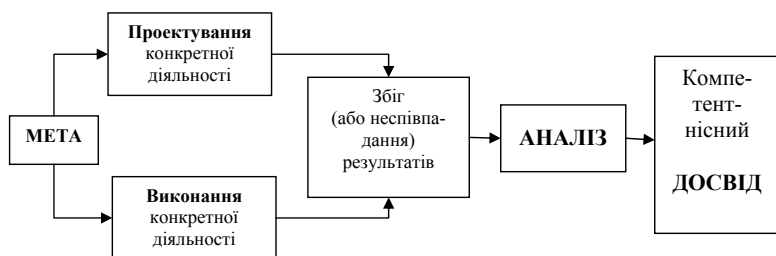 МЕТА
Проектування
конкретної
діяльності
Виконання
конкретної
діяльності
Збіг
(або неспівпа-
дання)
результатів
АНАЛІЗ
Компе-
тент-
нісний
ДОСВІД